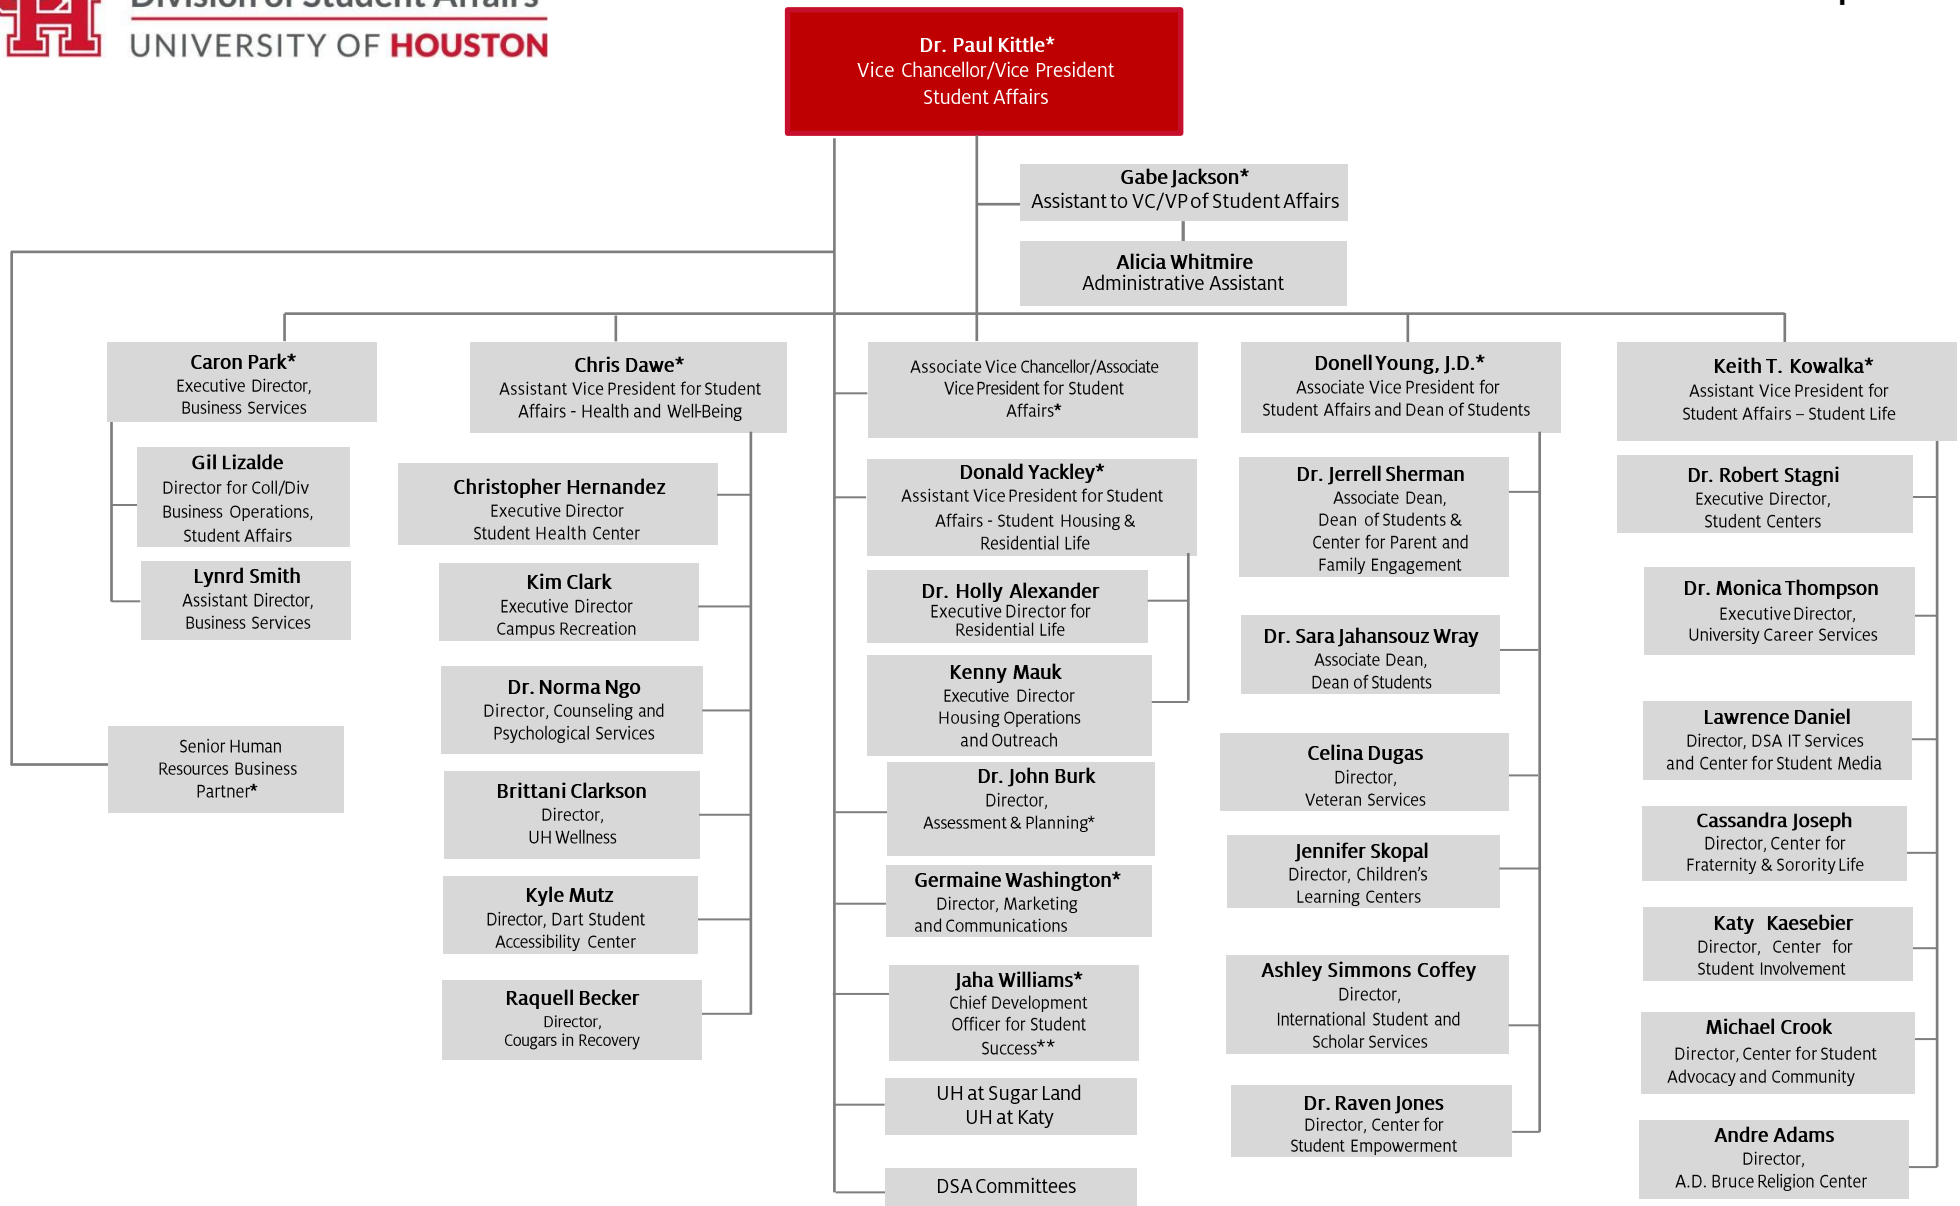 Division of Student Affairs
UNIVERSITY OF HOUSTON
Dr. Paul Kittle*
Vice Chancellor/Vice President
Student Affairs
Gabe Jackson*
Assistant to VC/VP of Student Affairs
Alicia Whitmire
Administrative Assistant
Caron Park*
Executive Director,
Business Services
Gil Lizalde
Director for Coll/Div
Business Operations,
Student Affairs
Lynrd Smith
Assistant Director,
Business Services
Senior Human
Resources Business
Partner*
Chris Dawe*
Assistant Vice President for Student
Affairs - Health and Well-Being
Christopher Hernandez
Executive Director
Student Health Center
Kim Clark
Executive Director
Campus Recreation
Dr. Norma Ngo
Director, Counseling and
Psychological Services
Brittani Clarkson
Director,
UH Wellness
Kyle Mutz
Director, Dart Student
Accessibility Center
Raquell Becker
Director,
Cougars in Recovery
Associate Vice Chancellor/Associate
Vice President for Student
Affairs*
Donald Yackley*
Assistant Vice President for Student
Affairs - Student Housing &
Residential Life
Dr. Holly Alexander
Executive Director for
Residential Life
Kenny Mauk
Executive Director
Housing Operations
and Outreach
Dr. John Burk
Director,
Assessment & Planning*
Germaine Washington*
Director, Marketing
and Communications
Jaha Williams*
Chief Development
Officer for Student
Success**
UH at Sugar Land
UH at Katy
DSA Committees
Donell Young, J.D.*
Associate Vice President for
Student Affairs and Dean of Students
Dr. Jerrell Sherman
Associate Dean,
Dean of Students &
Center for Parent and
Family Engagement
Dr. Sara Jahansouz Wray
Associate Dean,
Dean of Students
Celina Dugas
Director,
Veteran Services
Jennifer Skopal
Director, Children's
Learning Centers
Ashley Simmons Coffey
Director,
International Student and
Scholar Services
Dr. Raven Jones
Director, Center for
Student Empowerment
Keith T. Kowalka*
Assistant Vice President for
Student Affairs – Student Life
Dr. Robert Stagni
Executive Director,
Student Centers
Dr. Monica Thompson
Executive Director,
University Career Services
Lawrence Daniel
Director, DSA IT Services
and Center for Student Media
Cassandra Joseph
Director, Center for
Fraternity & Sorority Life
Katy Kaesebier
Director, Center for
Student Involvement
Michael Crook
Director, Center for Student
Advocacy and Community
Andre Adams
Director,
A.D. Bruce Religion Center